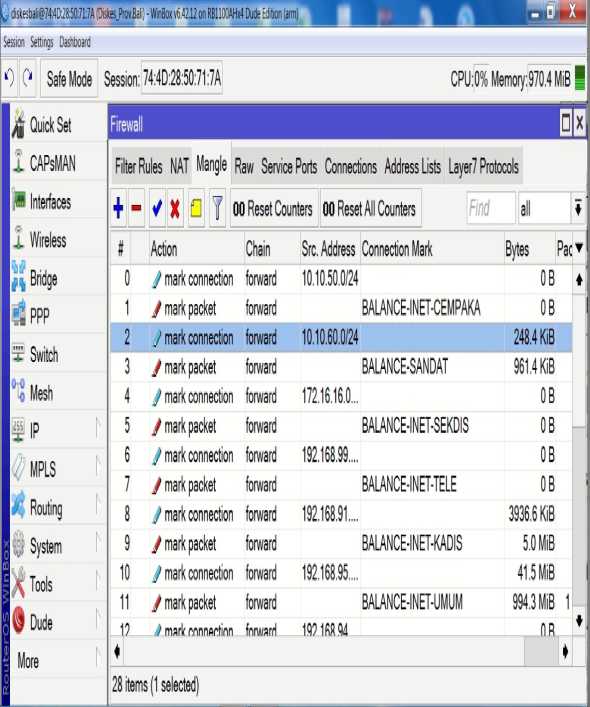 diskesbali@74:4D:28:50:71:7A (Diskes_Prov.Bali) - WinBox v6.42.12 on RB1100AHx4 Dude Edition (arm)
Session Settings Dashboard
Safe Mode Session: 74:4D:28:50:71:7A CPU:0% Memory:970.4 MiB
Quick Set
CAPsMAN
Interfaces
Wireless
Bridge
PPP
Switch
Mesh
IP
MPLS
Routing
System
Tools
Dude
More
RouterOS WinBox
Firewall
Filter Rules NAT Mangle Raw Service Ports Connections Address Lists Layer7 Protocols
00 Reset Counters 00 Reset All Counters Find all
# Action Chain Src. Address Connection Mark Bytes Pac
0 mark connection forward 10.10.50.0/24 0 B
1 mark packet forward BALANCE-INET-CEMPAKA 0 B
2 mark connection forward 10.10.60.0/24 248.4 KiB
3 mark packet forward BALANCE-SANDAT 961.4 KiB
4 mark connection forward 172.16.16.0... 0 B
5 mark packet forward BALANCE-INET-SEKDIS 0 B
6 mark connection forward 192.168.99.... 0 B
7 mark packet forward BALANCE-INET-TELE 0 B
8 mark connection forward 192.168.91.... 3936.6 KiB
9 mark packet forward BALANCE-INET-KADIS 5.0 MiB
10 mark connection forward 192.168.95.... 41.5 MiB
11 mark packet forward BALANCE-INET-UMUM 994.3 MiB 1
12 mark connection forward 192.168.94.... 0 B
28 items (1 selected)